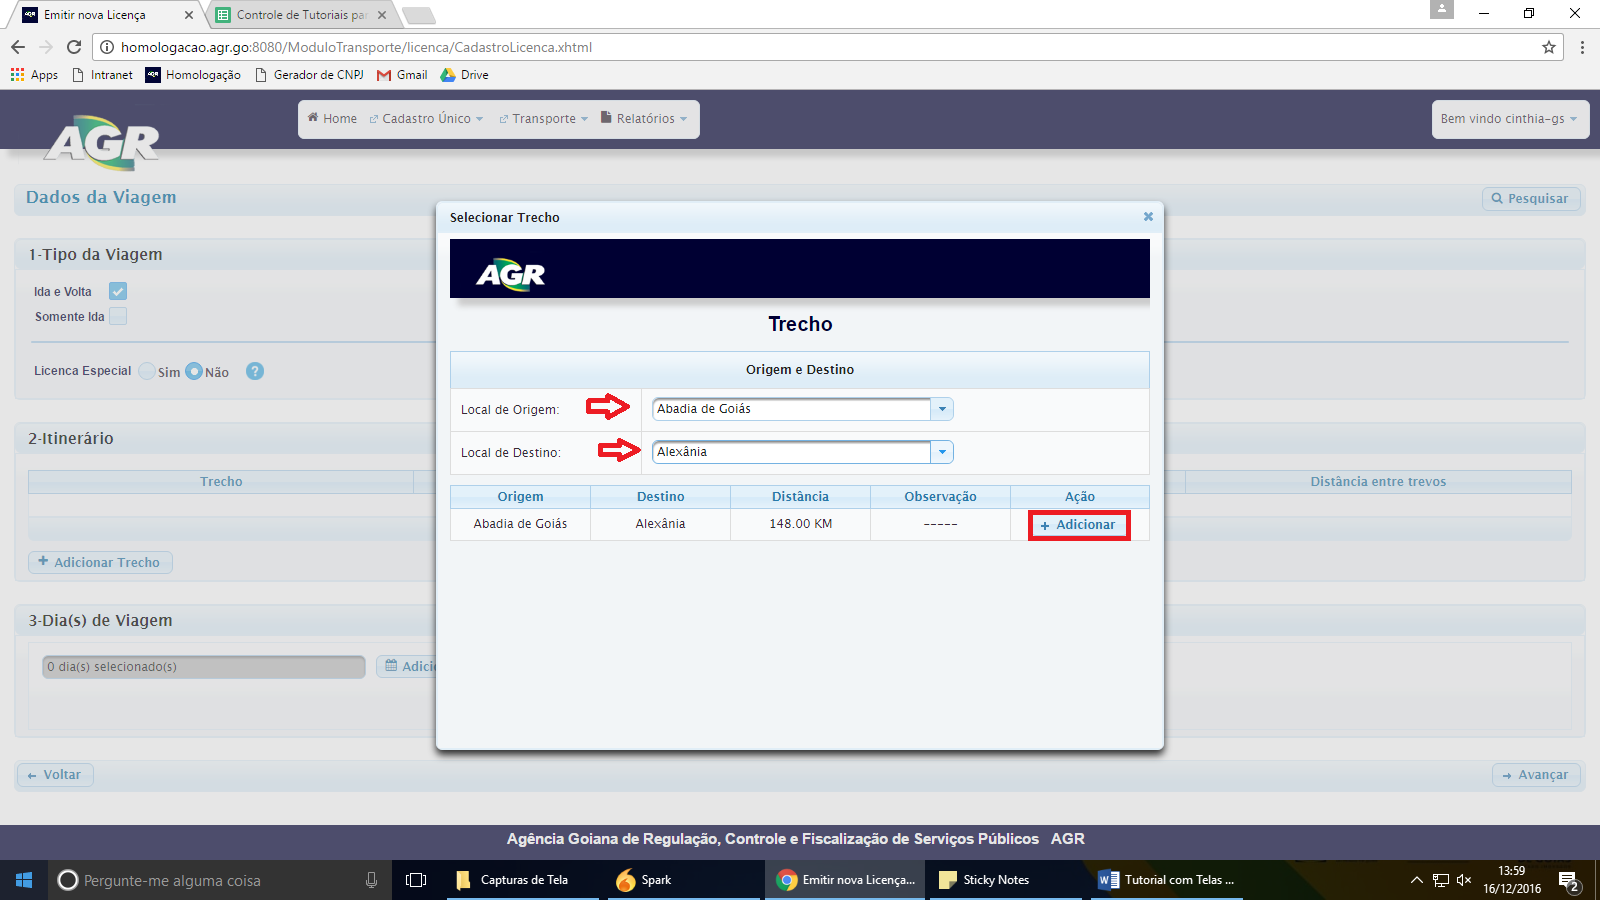 Emitir nova Licença
Controle de Tutoriais pa
homologacao.agr.go:8080/ModuloTransporte/licenca/CadastroLicenca.xhtml
Apps Intranet Homologação Gerador de CNPJ Gmail Drive
AGR
Home Cadastro Único Transporte Relatórios
Bem vindo cinthia-gs
Dados da Viagem
Pesquisar
1-Tipo da Viagem
Ida e Volta
Somente Ida
Licenca Especial Sim Não ?
2-Itinerário
Trecho
Distância entre trevos
+ Adicionar Trecho
3-Dia(s) de Viagem
0 dia(s) selecionado(s)
Adici
← Voltar
→ Avançar
Selecionar Trecho
AGR
Trecho
Origem e Destino
Local de Origem: Abadia de Goiás
Local de Destino: Alexânia
Origem Destino Distância Observação Ação
Abadia de Goiás Alexânia 148.00 KM ----- + Adicionar
Agência Goiana de Regulação, Controle e Fiscalização de Serviços Públicos AGR
Pergunte-me alguma coisa
Capturas de Tela
Spark
Emitir nova Licença...
Sticky Notes
Tutorial com Telas ...
13:59
16/12/2016
2